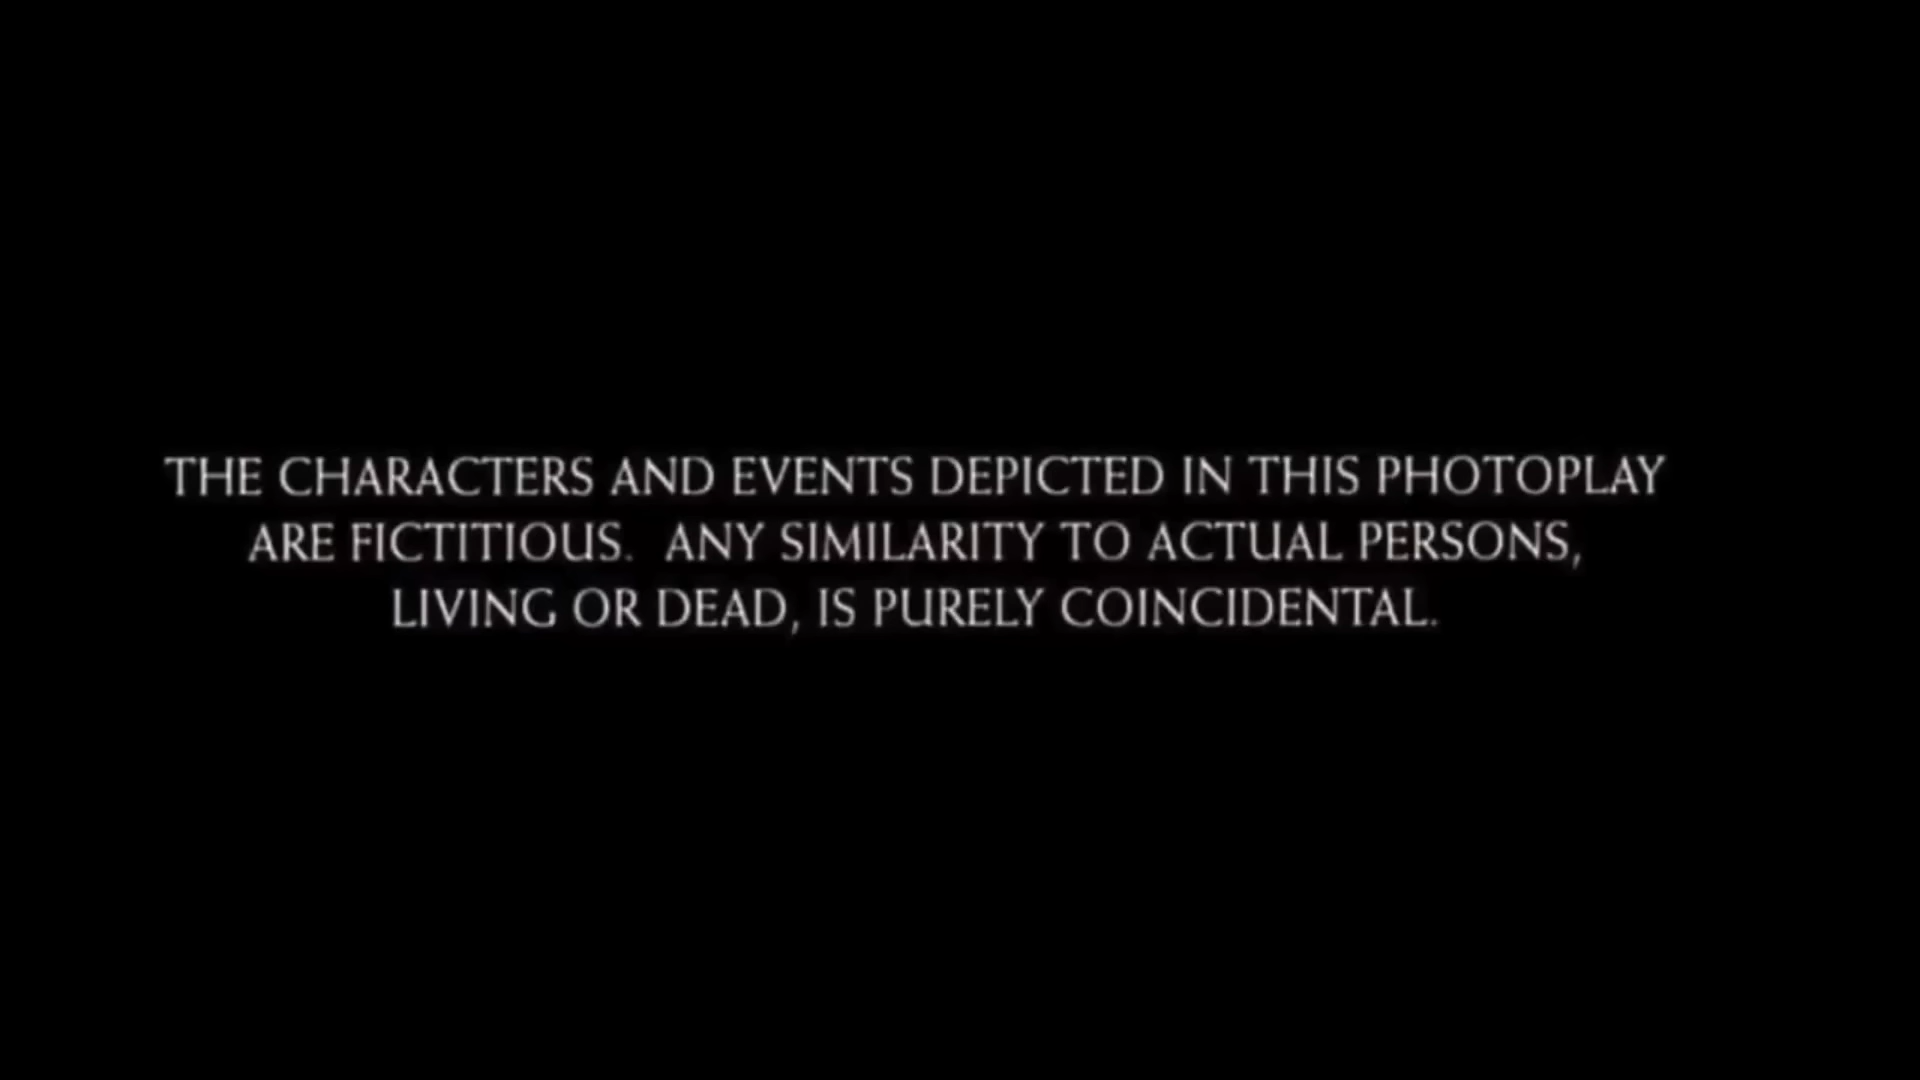 THE CHARACTERS AND EVENTS DEPICTED IN THIS PHOTOPLAY
ARE FICTITIOUS.  ANY SIMILARITY TO ACTUAL PERSONS,
LIVING OR DEAD, IS PURELY COINCIDENTAL.